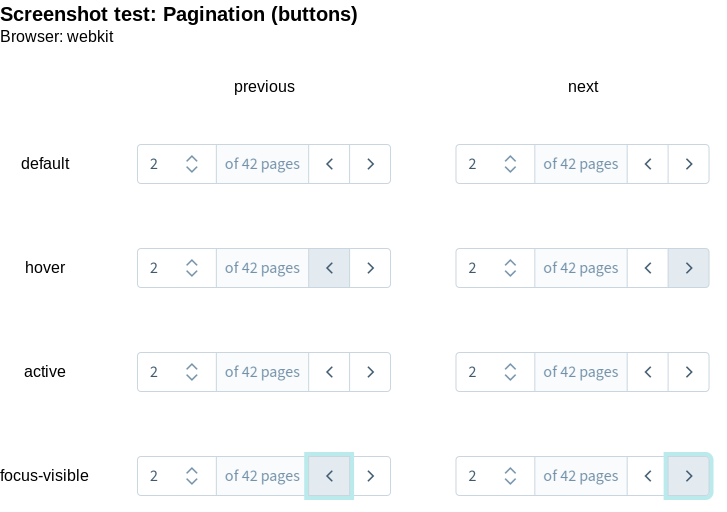 Screenshot test: Pagination (buttons)
Browser: webkit
previous next
default 2 of 42 pages 2 of 42 pages
hover 2 of 42 pages 2 of 42 pages
active 2 of 42 pages 2 of 42 pages
focus-visible 2 of 42 pages 2 of 42 pages